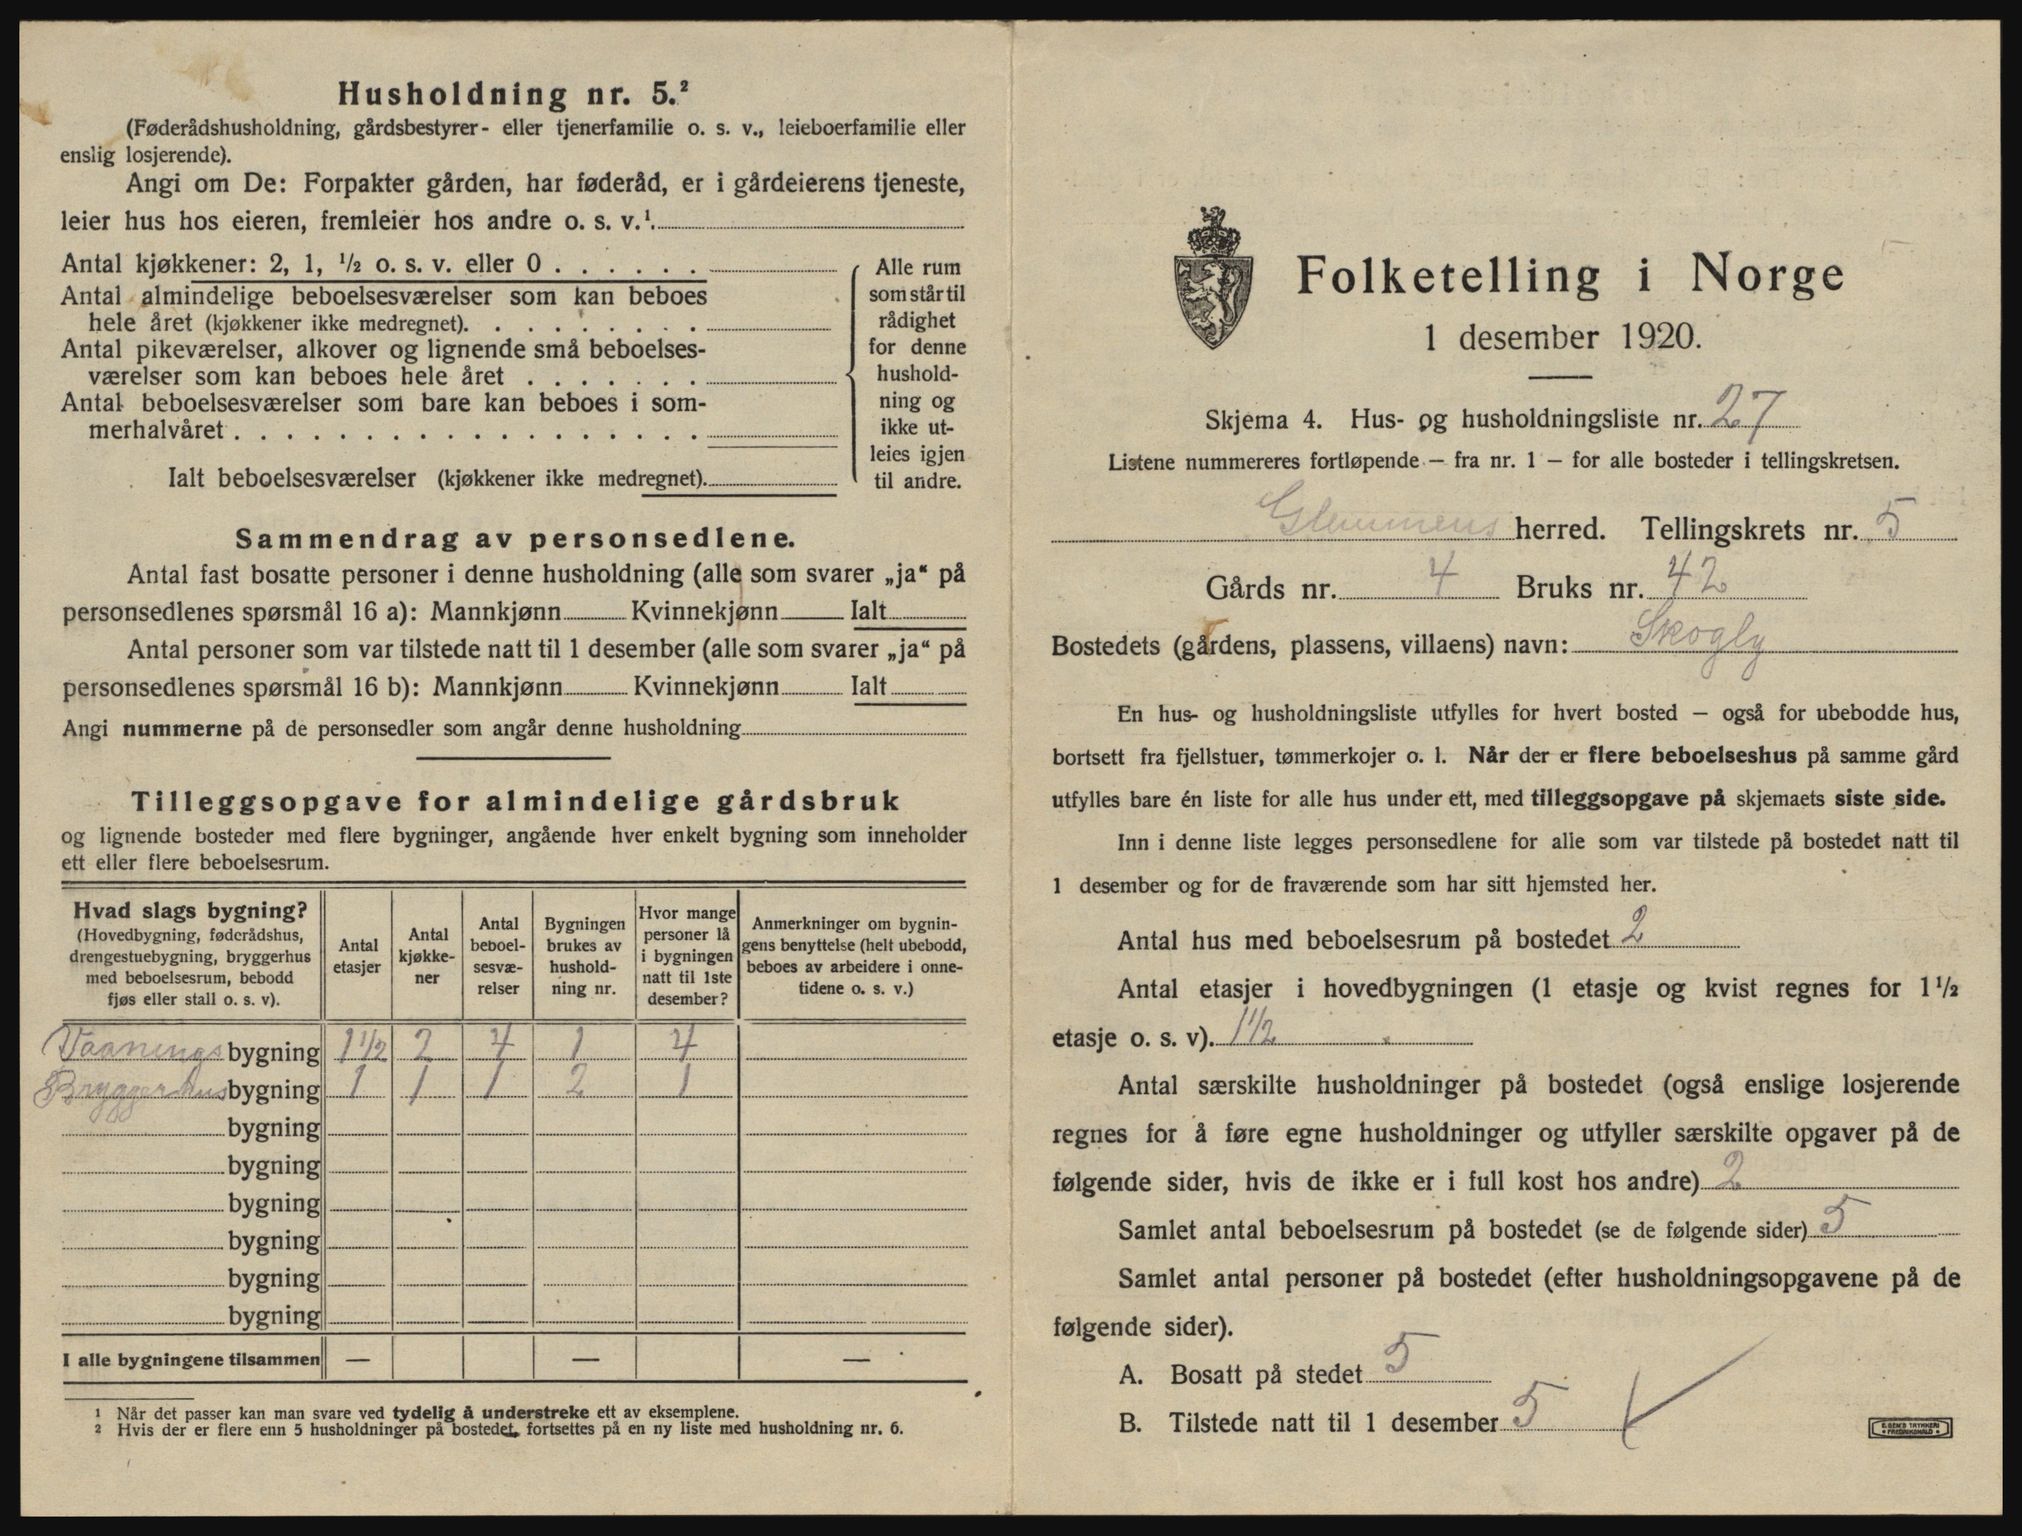 Husholdning nr. 5.²
(Føderådshusholdning, gårdsbestyrer- eller tjenerfamilie o. s. v., leieboerfamilie eller
enslig losjerende).
Angi om De: Forpakter gården, har føderåd, er i gårdeierens tjeneste,
leier hus hos eieren, fremleier hos andre o. s. v.¹.
Antal kjøkkener: 2, 1, ½ o. s. v. eller 0 . . . . . .
Antal almindelige beboelsesværelser som kan beboes
hele året (kjøkkener ikke medregnet). . . . . . . . .
Antal pikeværelser, alkover og lignende små beboelses-
værelser som kan beboes hele året . . . . . . .
Antal beboelsesværelser som bare kan beboes i som-
merhalvåret . . . . . . . . . . . . . . . . . .
Ialt beboelsesværelser (kjøkkener ikke medregnet).
Alle rum
som står til
rådighet
for denne
hushold-
ning og
ikke ut-
leies igjen
til andre.
Sammendrag av personsedlene.
Antal fast bosatte personer i denne husholdning (alle som svarer „ja“ på
personsedlenes spørsmål 16 a): Mannkjønn Kvinnekjønn Ialt
Antal personer som var tilstede natt til 1 desember (alle som svarer „ja“ på
personsedlenes spørsmål 16 b): Mannkjønn Kvinnekjønn Ialt
Angi nummerne på de personsedler som angår denne husholdning
Tilleggsopgave for almindelige gårdsbruk
og lignende bosteder med flere bygninger, angående hver enkelt bygning som inneholder
ett eller flere beboelsesrum.
Hvad slags bygning?
(Hovedbygning, føderådshus,
drengestuebygning, bryggerhus
med beboelsesrum, bebodd
fjøs eller stall o. s. v).
Antal
etasjer
Antal
kjøkke-
ner
Antal
beboel-
sesvæ-
relser
Bygningen
brukes av
hushold-
ning nr.
Hvor mange
personer lå
i bygningen
natt til 1ste
desember?
Anmerkninger om bygnin-
gens benyttelse (helt ubebodd,
beboes av arbeidere i onne-
tidene o. s. v.)
Vaanings bygning 1½ 2 4 1 4
Bryggerhus bygning 1 1 1 2 1
bygning
bygning
bygning
bygning
bygning
bygning
I alle bygningene tilsammen — — —
¹ Når det passer kan man svare ved tydelig å understreke ett av eksemplene.
² Hvis der er flere enn 5 husholdninger på bostedet, fortsettes på en ny liste med husholdning nr. 6.
Folketelling i Norge
1 desember 1920.
Skjema 4. Hus- og husholdningsliste nr. 27
Listene nummereres fortløpende — fra nr. 1 — for alle bosteder i tellingskretsen.
Glemmens herred. Tellingskrets nr. 5
Gårds nr. 4 Bruks nr. 42
Bostedets (gårdens, plassens, villaens) navn: Skogly
En hus- og husholdningsliste utfylles for hvert bosted — også for ubebodde hus,
bortsett fra fjellstuer, tømmerkojer o. l. Når der er flere beboelseshus på samme gård
utfylles bare én liste for alle hus under ett, med tilleggsopgave på skjemaets siste side.
Inn i denne liste legges personsedlene for alle som var tilstede på bostedet natt til
1 desember og for de fraværende som har sitt hjemsted her.
Antal hus med beboelsesrum på bostedet 2
Antal etasjer i hovedbygningen (1 etasje og kvist regnes for 1½
etasje o. s. v). 1½
Antal særskilte husholdninger på bostedet (også enslige losjerende
regnes for å føre egne husholdninger og utfyller særskilte opgaver på de
følgende sider, hvis de ikke er i full kost hos andre) 2
Samlet antal beboelsesrum på bostedet (se de følgende sider) 5
Samlet antal personer på bostedet (efter husholdningsopgavene på de
følgende sider).
A. Bosatt på stedet 5
B. Tilstede natt til 1 desember 5